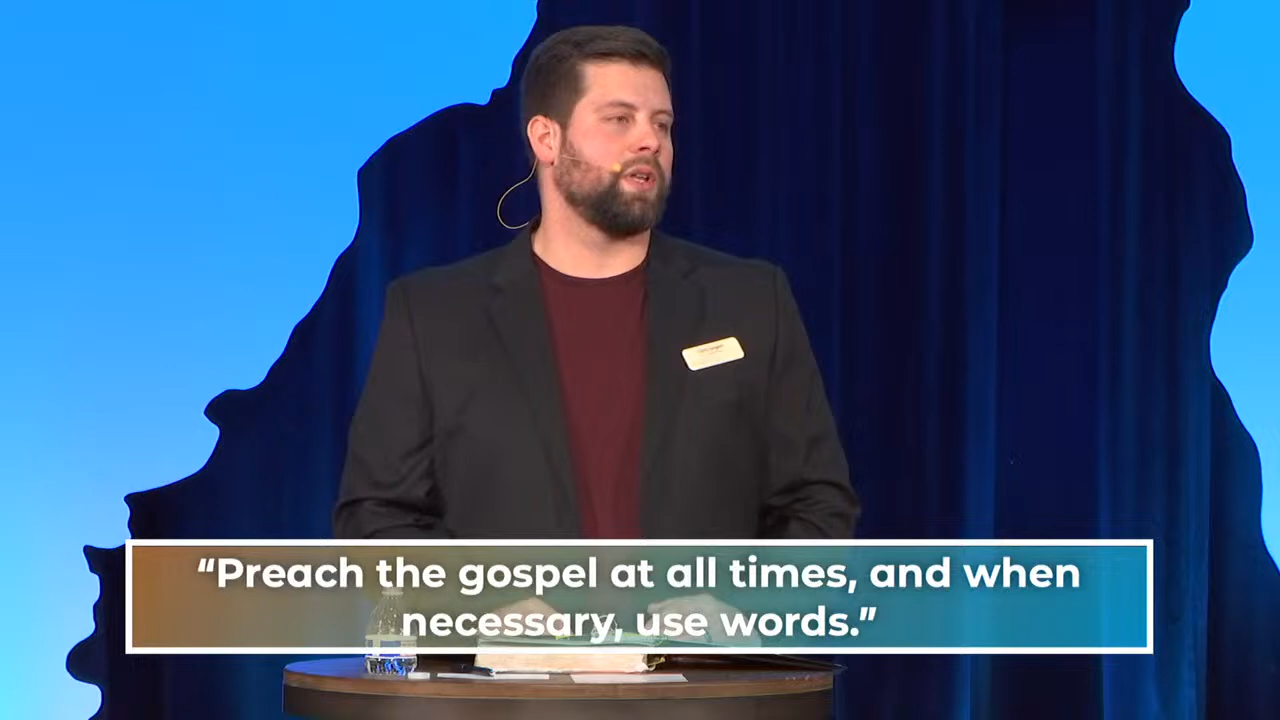 “Preach the gospel at all times, and when
necessary, use words.”